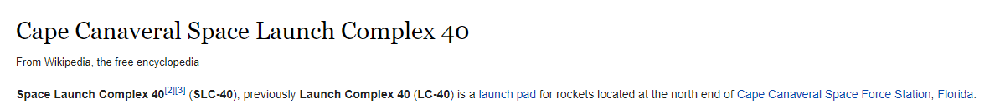 Cape Canaveral Space Launch Complex 40
From Wikipedia, the free encyclopedia
Space Launch Complex 40[2][3] (SLC-40), previously Launch Complex 40 (LC-40) is a launch pad for rockets located at the north end of Cape Canaveral Space Force Station, Florida.